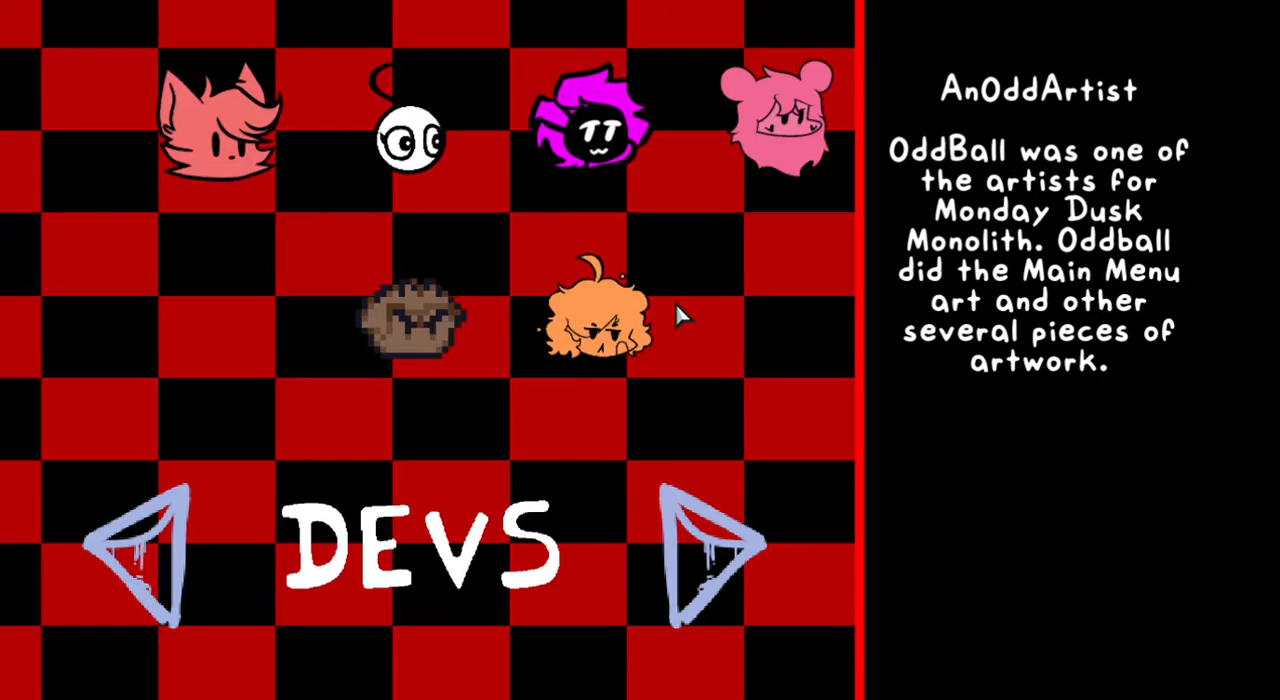 AnOddArtist
OddBall was one of
the artists for
Monday Dusk
Monolith. Oddball
did the Main Menu
art and other
several pieces of
artwork.
DEVS